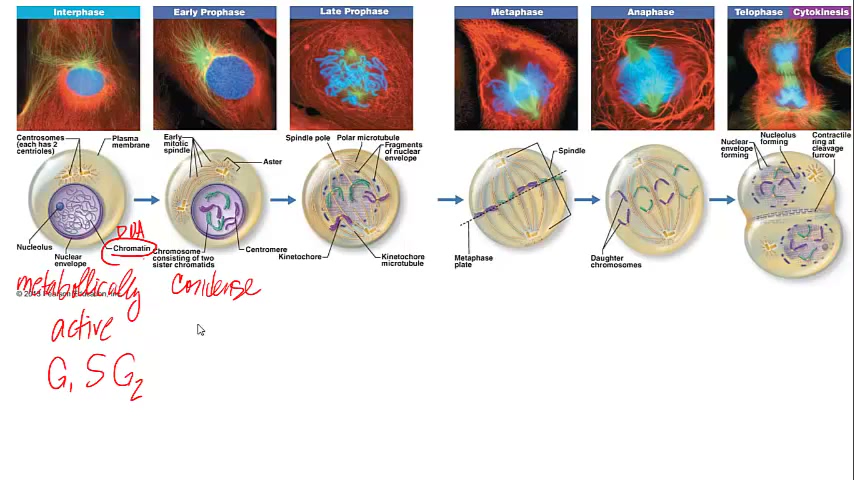 Interphase
Early Prophase
Late Prophase
Metaphase
Anaphase
Telophase
Cytokinesis
Centrosomes
(each has 2
centrioles)
Plasma
membrane
Early
mitotic
spindle
Aster
Spindle pole
Polar microtubule
Fragments
of nuclear
envelope
Spindle
Nuclear
envelope
forming
Nucleolus
forming
Contractile
ring at
cleavage
furrow
DNA
Nucleolus
Nuclear
envelope
Chromatin
Chromosome
consisting of two
sister chromatids
Centromere
Kinetochore
Kinetochore
microtubule
Metaphase
plate
Daughter
chromosomes
metabollically
active
G1 S G2
Condense